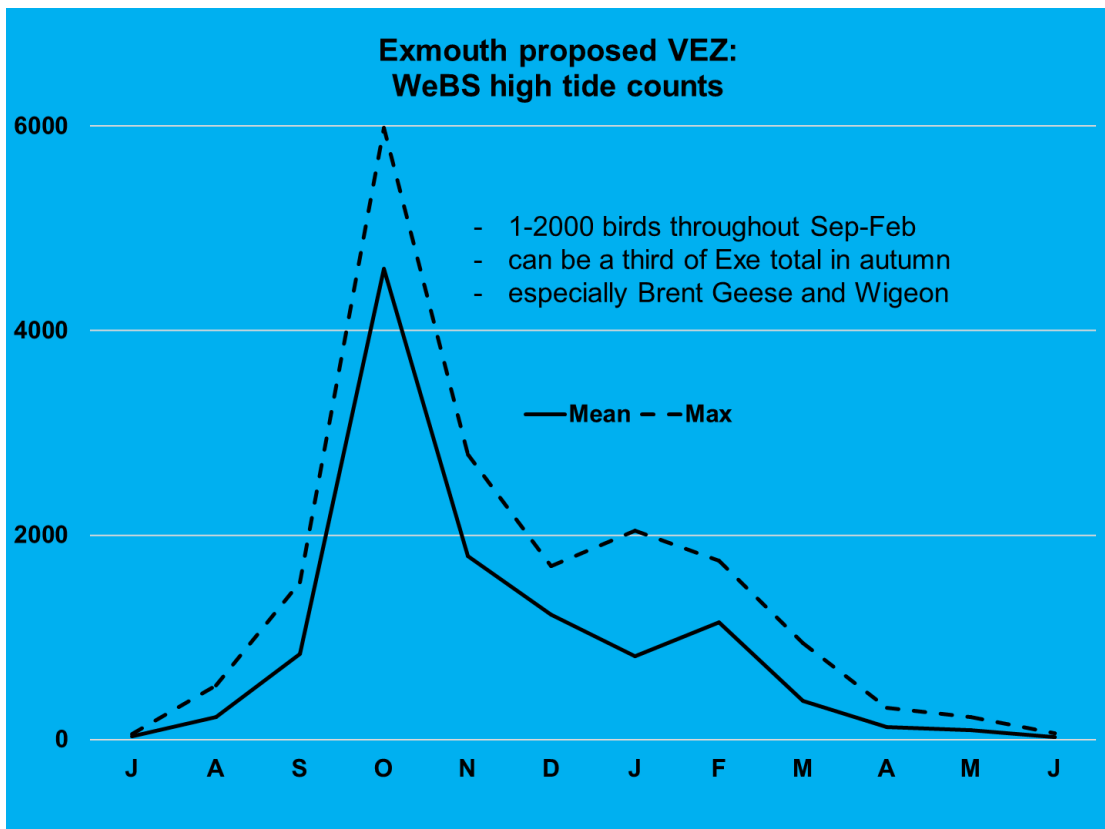 Exmouth proposed VEZ:
WeBS high tide counts
6000
- 1-2000 birds throughout Sep-Feb
- can be a third of Exe total in autumn
- especially Brent Geese and Wigeon
4000
Mean Max
2000
0
J A S O N D J F M A M J